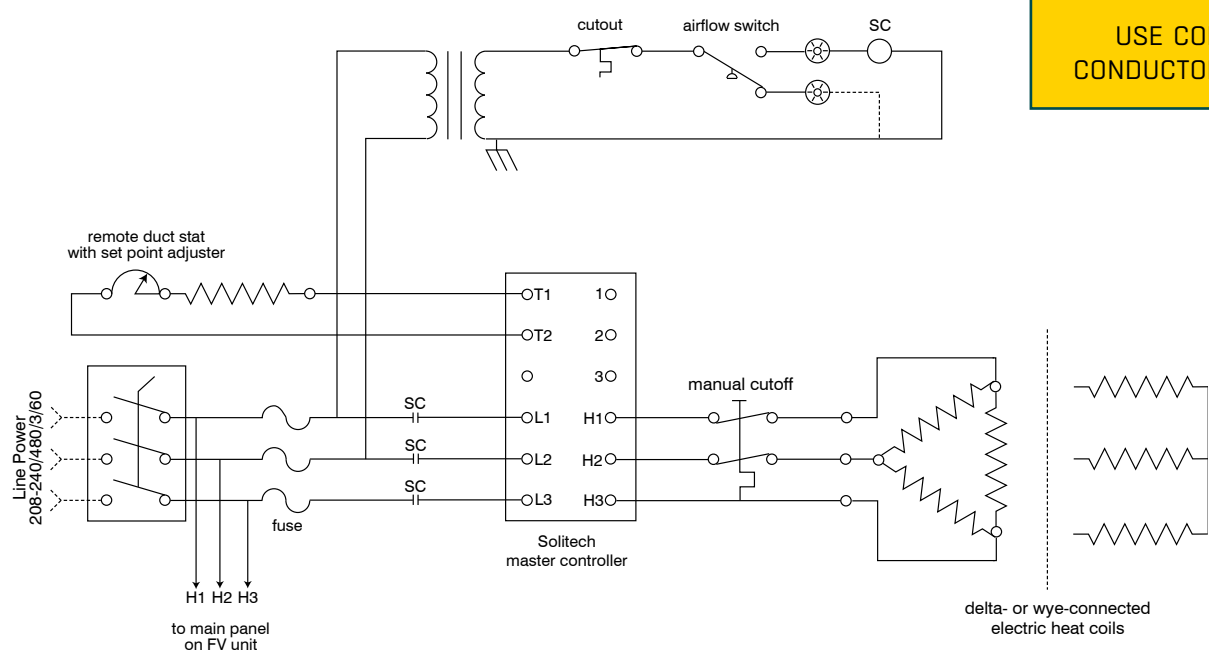 cutout
airflow switch
SC
USE CO
CONDUCTO
remote duct stat
with set point adjuster
T1
1
T2
2
3
manual cutoff
Line Power
208-240/480/3/60
SC
L1
H1
SC
L2
H2
SC
L3
H3
fuse
Solitech
master controller
H1 H2 H3
to main panel
on FV unit
delta- or wye-connected
electric heat coils